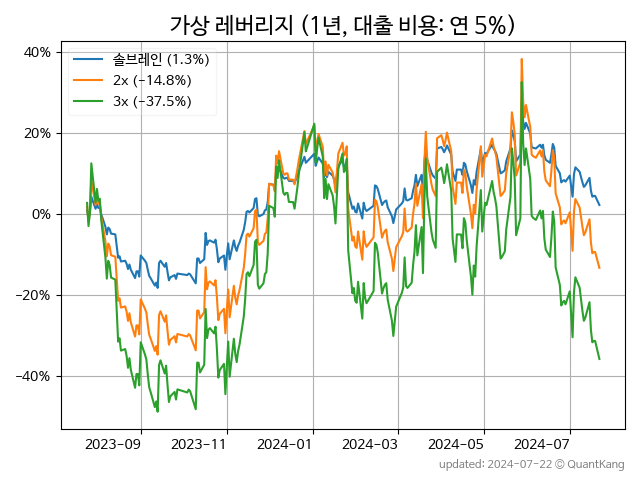 가상 레버리지 (1년, 대출 비용: 연 5%)
솔브레인 (1.3%)
2x (−14.8%)
3x (−37.5%)
40%
20%
0%
−20%
−40%
2023-09 2023-11 2024-01 2024-03 2024-05 2024-07
updated: 2024-07-22 © QuantKang